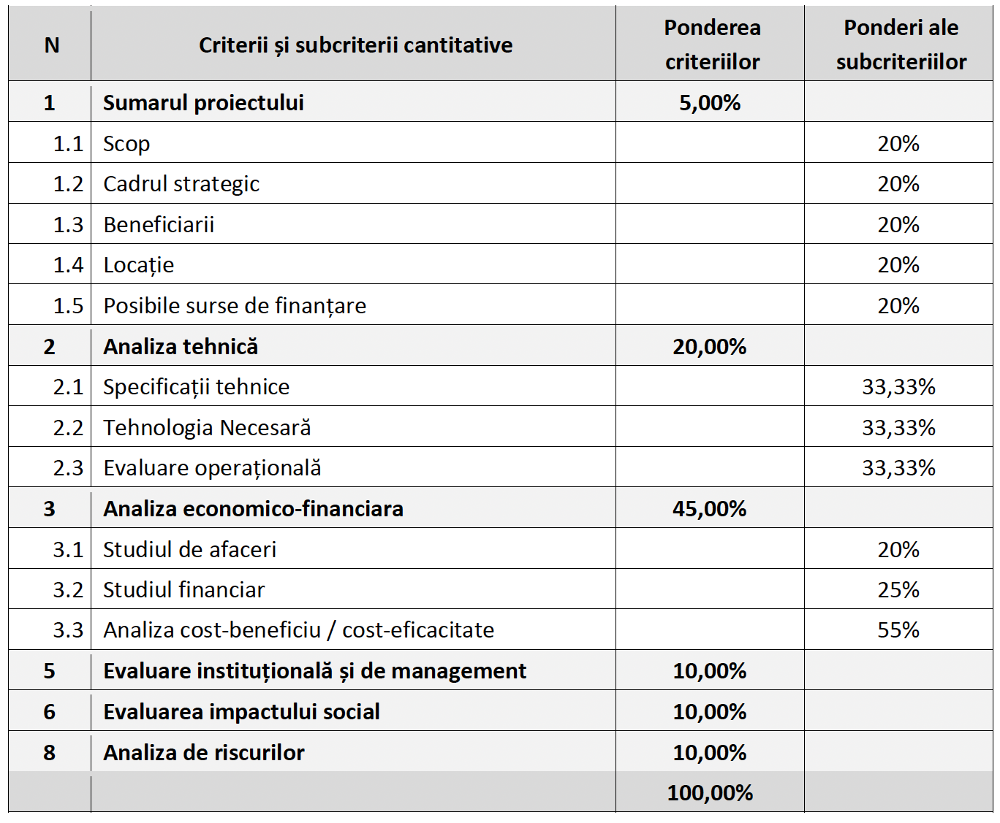 N Criterii și subcriterii cantitative Ponderea criteriilor Ponderi ale subcriteriilor
1 Sumarul proiectului 5,00%
1.1 Scop 20%
1.2 Cadrul strategic 20%
1.3 Beneficiarii 20%
1.4 Locație 20%
1.5 Posibile surse de finanțare 20%
2 Analiza tehnică 20,00%
2.1 Specificații tehnice 33,33%
2.2 Tehnologia Necesară 33,33%
2.3 Evaluare operațională 33,33%
3 Analiza economico-financiara 45,00%
3.1 Studiul de afaceri 20%
3.2 Studiul financiar 25%
3.3 Analiza cost-beneficiu / cost-eficacitate 55%
5 Evaluare instituțională și de management 10,00%
6 Evaluarea impactului social 10,00%
8 Analiza de riscurilor 10,00%
100,00%